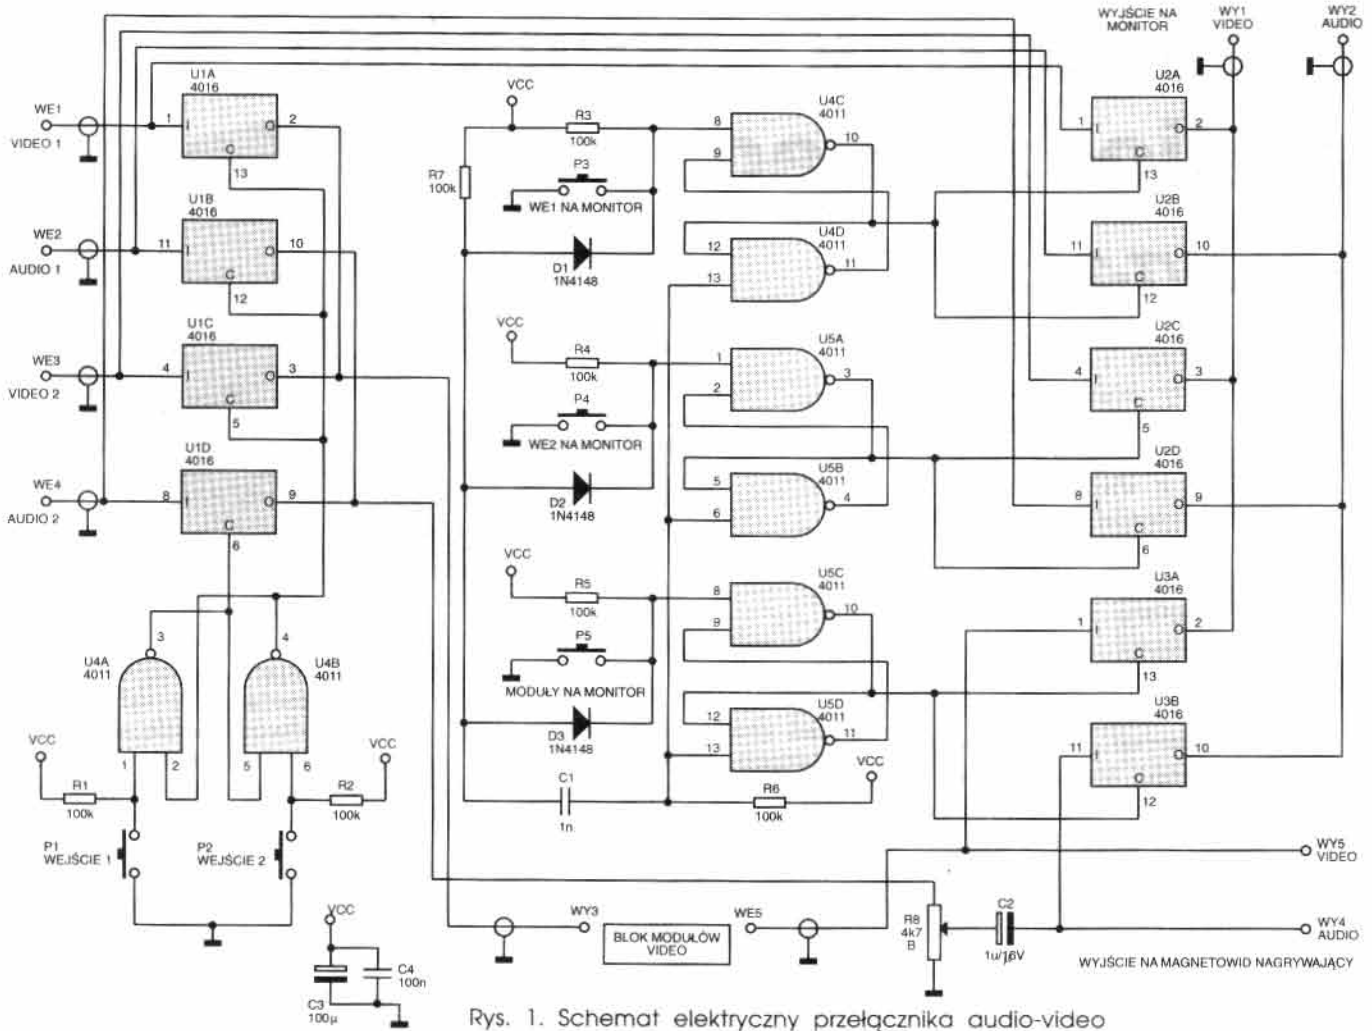 WE1
VIDEO 1
WE2
AUDIO 1
WE3
VIDEO 2
WE4
AUDIO 2
U1A
4016
1
I
O
2
C
13
U1B
4016
11
I
O
10
C
12
U1C
4016
4
I
O
3
C
5
U1D
4016
8
I
O
9
C
6
3
4
U4A
4011
U4B
4011
1
2
5
6
VCC
R1
100k
VCC
R2
100k
P1
WEJŚCIE 1
P2
WEJŚCIE 2
VCC
C4
100n
C3
100µ
VCC
R3
100k
R7
100k
P3
WE1 NA MONITOR
D1
1N4148
8
9
U4C
4011
10
12
13
U4D
4011
11
VCC
R4
100k
P4
WE2 NA MONITOR
D2
1N4148
1
2
U5A
4011
3
5
6
U5B
4011
4
VCC
R5
100k
P5
MODUŁY NA MONITOR
D3
1N4148
8
9
U5C
4011
10
12
13
U5D
4011
11
C1
1n
R6
100k
VCC
WYJŚCIE NA
MONITOR
WY1
VIDEO
WY2
AUDIO
U2A
4016
1
I
O
2
C
13
U2B
4016
11
I
O
10
C
12
U2C
4016
4
I
O
3
C
5
U2D
4016
8
I
O
9
C
6
U3A
4016
1
I
O
2
C
13
U3B
4016
11
I
O
10
C
12
WY5
VIDEO
WY3
BLOK MODUŁÓW
VIDEO
WE5
R8
4k7
B
C2
1u/16V
WY4
AUDIO
WYJŚCIE NA MAGNETOWID NAGRYWAJĄCY
Rys. 1. Schemat elektryczny przełącznika audio-video